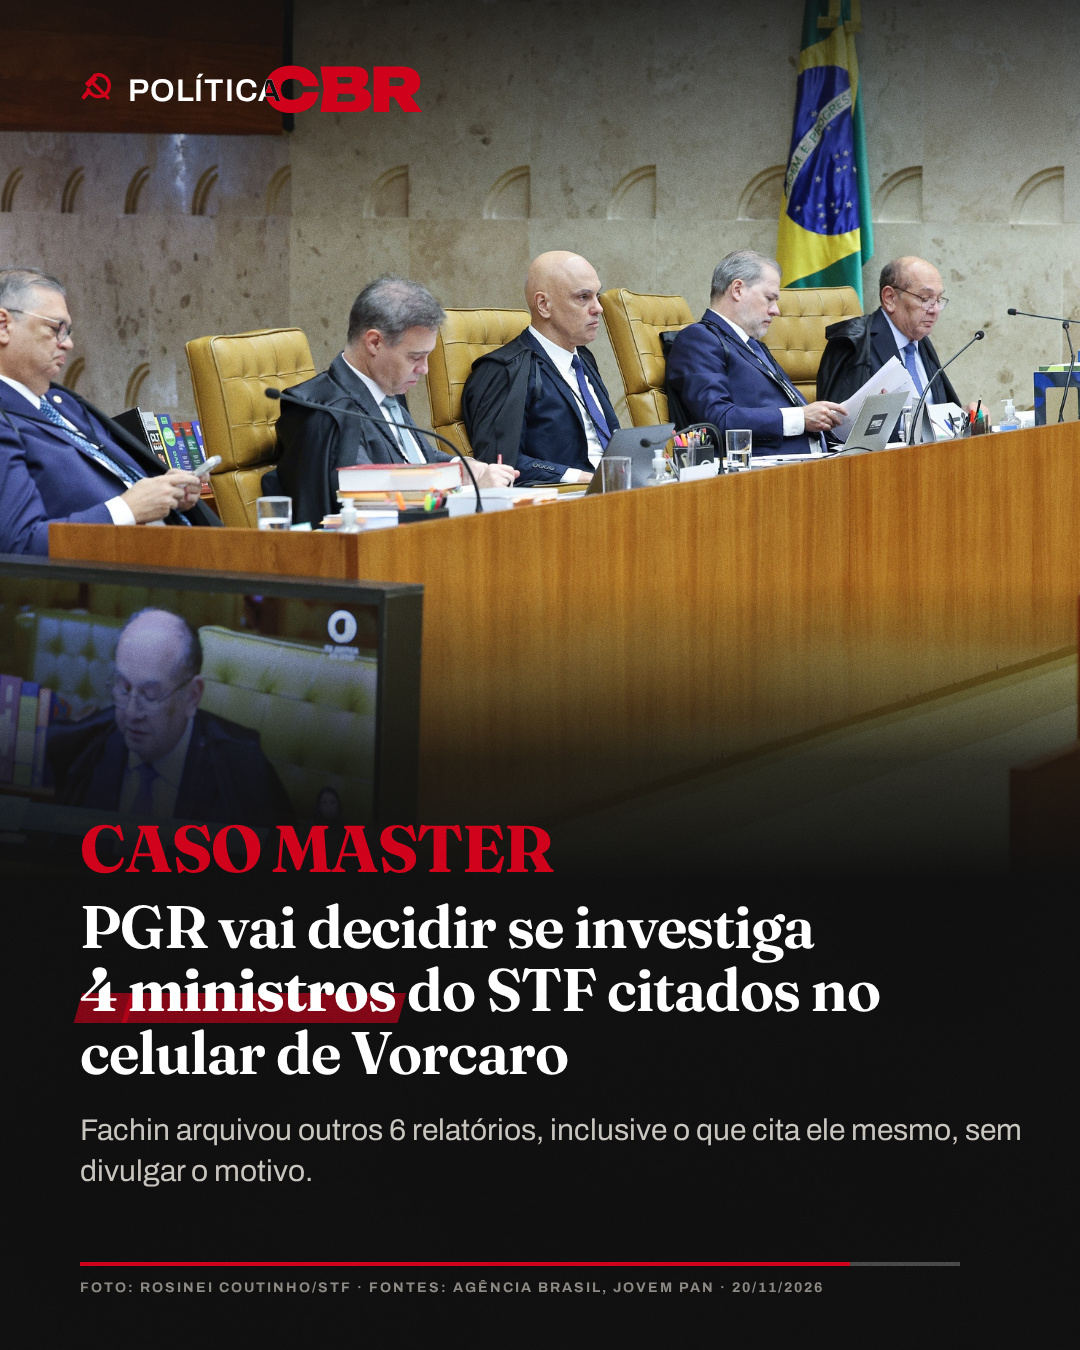 POLÍTICA CBR
ORDEM E PROGRESSO
CASO MASTER
PGR vai decidir se investiga
4 ministros do STF citados no
celular de Vorcaro
Fachin arquivou outros 6 relatórios, inclusive o que cita ele mesmo, sem
divulgar o motivo.
FOTO: ROSINEI COUTINHO/STF · FONTES: AGÊNCIA BRASIL, JOVEM PAN · 20/11/2026